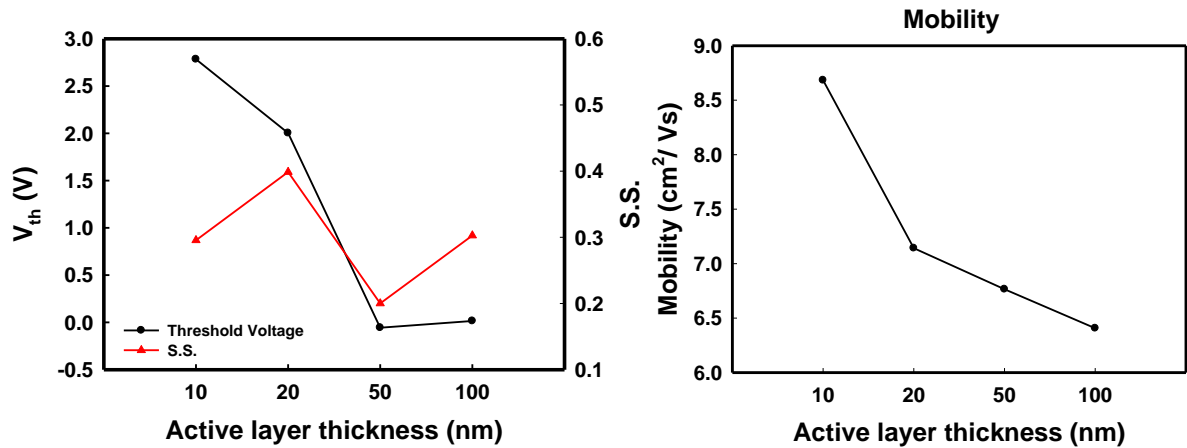 3.0
2.5
2.0
1.5
1.0
0.5
0.0
-0.5
V_th (V)
0.6
0.5
0.4
0.3
0.2
0.1
S.S.
Threshold Voltage
S.S.
10 20 50 100
Active layer thickness (nm)
Mobility
9.0
8.5
8.0
7.5
7.0
6.5
6.0
Mobility (cm²/ Vs)
10 20 50 100
Active layer thickness (nm)